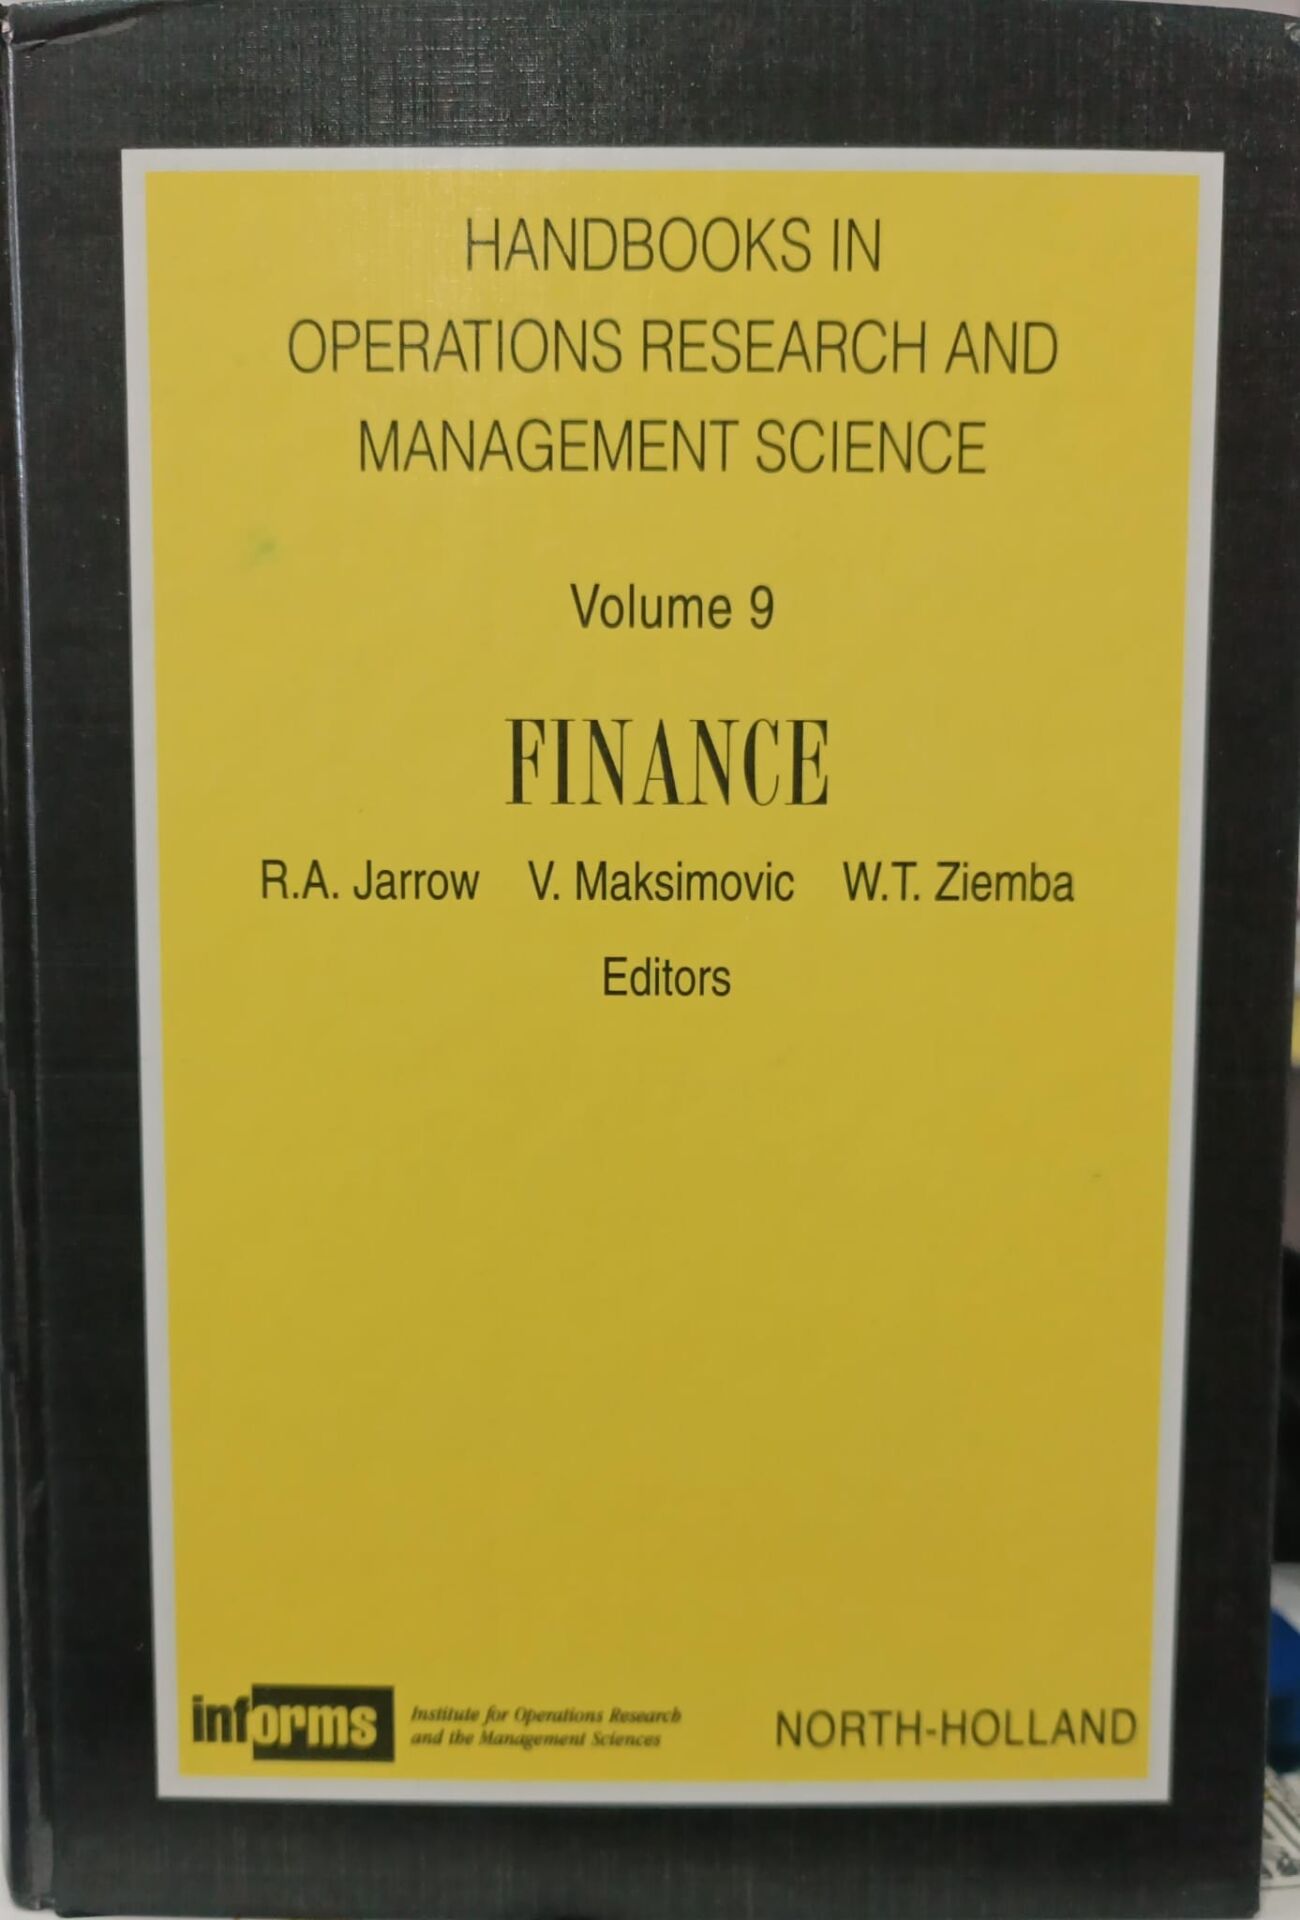 HANDBOOKS IN
OPERATIONS RESEARCH AND
MANAGEMENT SCIENCE
Volume 9
FINANCE
R.A. Jarrow V. Maksimovic W.T. Ziemba
Editors
informs
Institute for Operations Research
and the Management Sciences
NORTH-HOLLAND